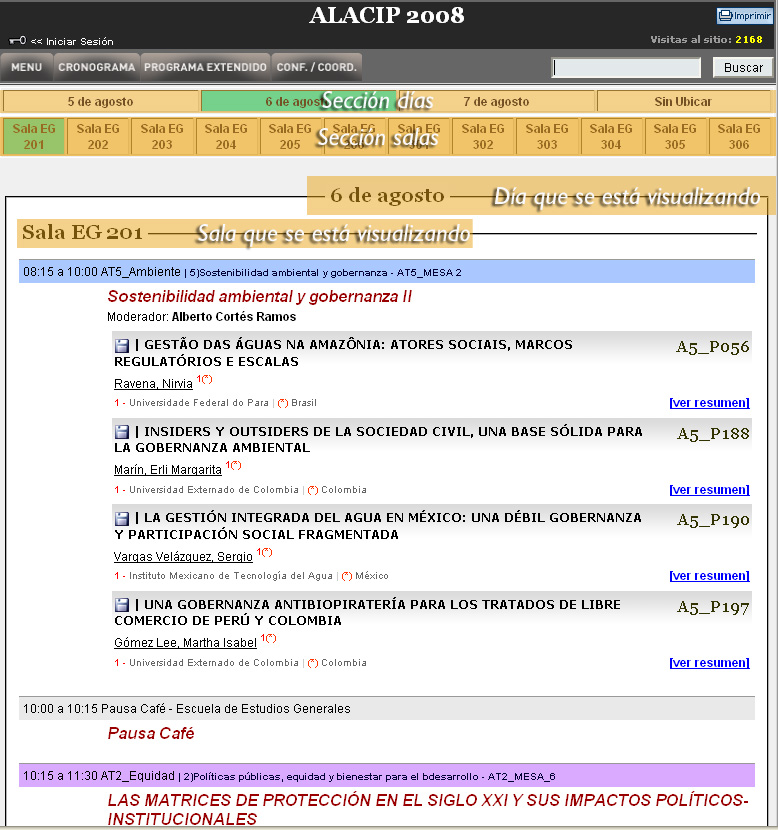 ALACIP 2008
Imprimir
<< Iniciar Sesión
Visitas al sitio: 2168
MENU CRONOGRAMA PROGRAMA EXTENDIDO CONF. / COORD. Buscar
5 de agosto 6 de agosto Sección días 7 de agosto Sin Ubicar
Sala EG 201 Sala EG 202 Sala EG 203 Sala EG 204 Sala EG 205 Sala EG Sección salas Sala EG Sala EG 302 Sala EG 303 Sala EG 304 Sala EG 305 Sala EG 306
6 de agosto Día que se está visualizando
Sala EG 201 Sala que se está visualizando
08:15 a 10:00 AT5_Ambiente | 5)Sostenibilidad ambiental y gobernanza - AT5_MESA 2
Sostenibilidad ambiental y gobernanza II
Moderador: Alberto Cortés Ramos
| GESTÃO DAS ÁGUAS NA AMAZÔNIA: ATORES SOCIAIS, MARCOS A5_P056
REGULATÓRIOS E ESCALAS
Ravena, Nirvia 1(*)
1 - Universidade Federal do Para | (*) Brasil [ver resumen]
| INSIDERS Y OUTSIDERS DE LA SOCIEDAD CIVIL, UNA BASE SÓLIDA PARA A5_P188
LA GOBERNANZA AMBIENTAL
Marín, Erli Margarita 1(*)
1 - Universidad Externado de Colombia | (*) Colombia [ver resumen]
| LA GESTIÓN INTEGRADA DEL AGUA EN MÉXICO: UNA DÉBIL GOBERNANZA A5_P190
Y PARTICIPACIÓN SOCIAL FRAGMENTADA
Vargas Velázquez, Sergio 1(*)
1 - Instituto Mexicano de Tecnología del Agua | (*) México [ver resumen]
| UNA GOBERNANZA ANTIBIOPIRATERÍA PARA LOS TRATADOS DE LIBRE A5_P197
COMERCIO DE PERÚ Y COLOMBIA
Gómez Lee, Martha Isabel 1(*)
1 - Universidad Externado de Colombia | (*) Colombia [ver resumen]
10:00 a 10:15 Pausa Café - Escuela de Estudios Generales
Pausa Café
10:15 a 11:30 AT2_Equidad | 2)Políticas públicas, equidad y bienestar para el bdesarrollo - AT2_MESA_6
LAS MATRICES DE PROTECCIÓN EN EL SIGLO XXI Y SUS IMPACTOS POLÍTICOS-
INSTITUCIONALES